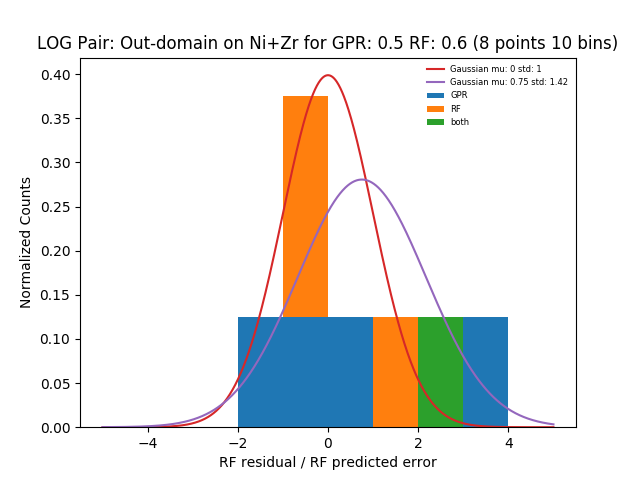 LOG Pair: Out-domain on Ni+Zr for GPR: 0.5 RF: 0.6 (8 points 10 bins)
Gaussian mu: 0 std: 1
Gaussian mu: 0.75 std: 1.42
GPR
RF
both
Normalized Counts
0.40
0.35
0.30
0.25
0.20
0.15
0.10
0.05
0.00
−4 −2 0 2 4
RF residual / RF predicted error